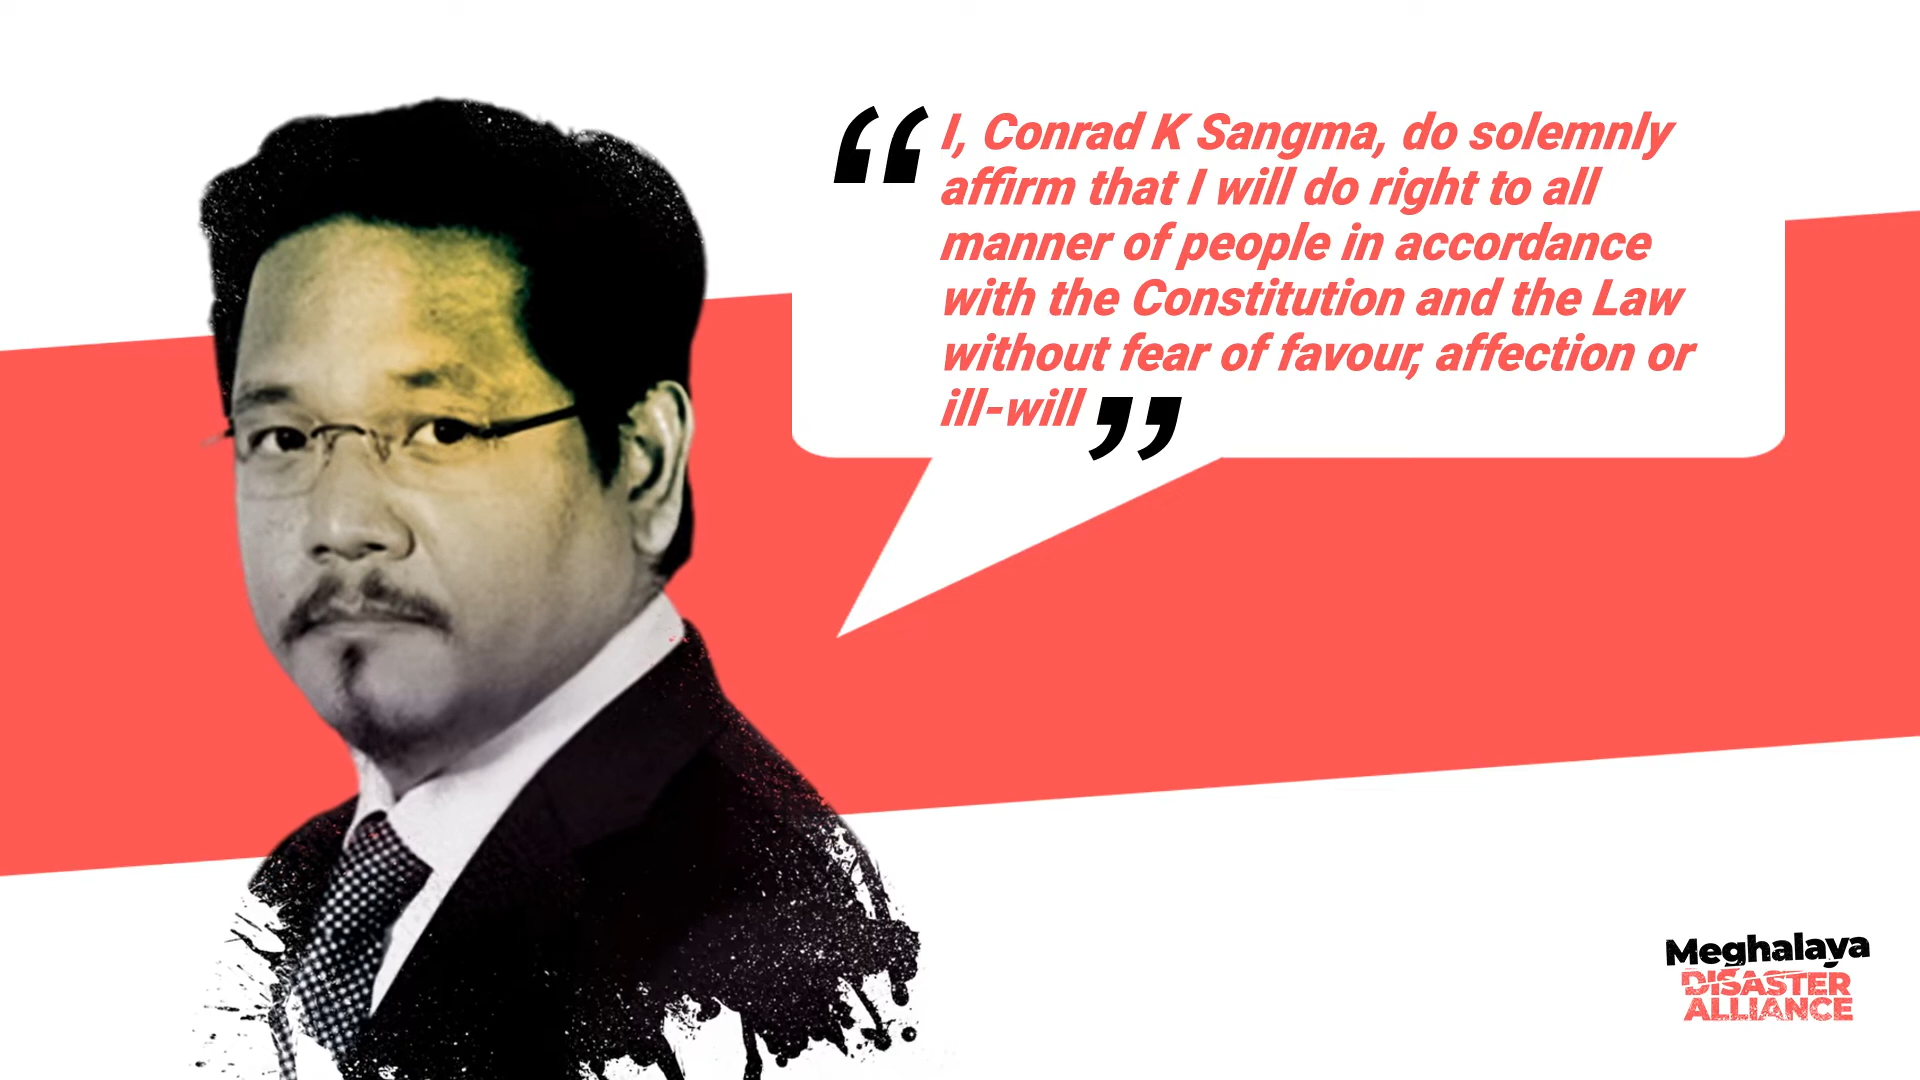 “I, Conrad K Sangma, do solemnly
affirm that I will do right to all
manner of people in accordance
with the Constitution and the Law
without fear of favour, affection or
ill-will”
Meghalaya
DISASTER
ALLIANCE